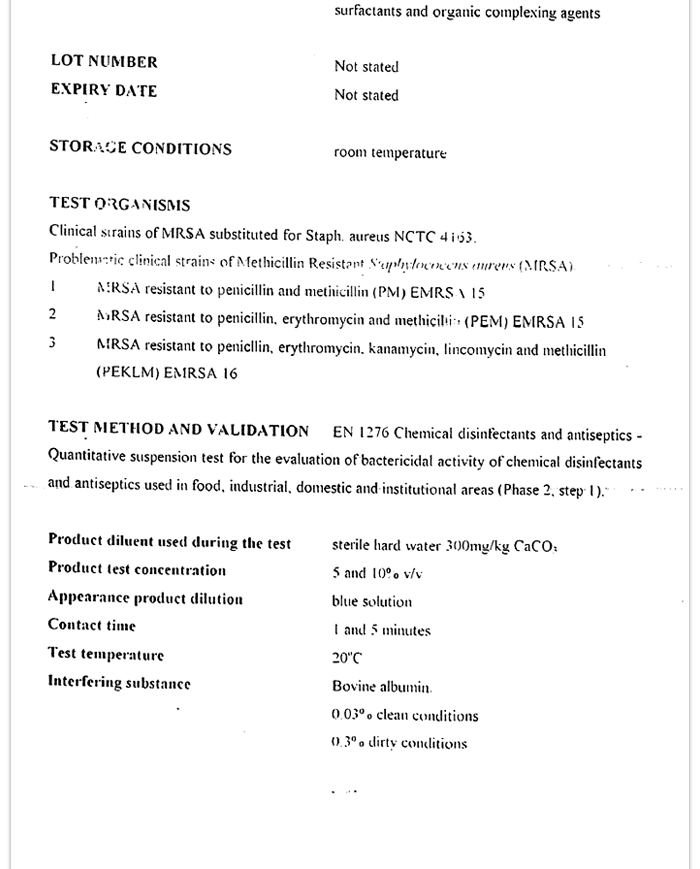 surfactants and organic complexing agents
LOT NUMBER Not stated
EXPIRY DATE Not stated
STORAGE CONDITIONS room temperature
TEST ORGANISMS
Clinical strains of MRSA substituted for Staph. aureus NCTC 4163.
Problematic clinical strains of Methicillin Resistant Staphylococcus aureus (MRSA)
1 MRSA resistant to penicillin and methicillin (PM) EMRSA 15
2 MRSA resistant to penicillin, erythromycin and methicillin (PEM) EMRSA 15
3 MRSA resistant to penicllin, erythromycin, kanamycin, lincomycin and methicillin
(PEKLM) EMRSA 16
TEST METHOD AND VALIDATION EN 1276 Chemical disinfectants and antiseptics -
Quantitative suspension test for the evaluation of bactericidal activity of chemical disinfectants
and antiseptics used in food, industrial, domestic and institutional areas (Phase 2, step 1).
Product diluent used during the test sterile hard water 300mg/kg CaCO₃
Product test concentration 5 and 10% v/v
Appearance product dilution blue solution
Contact time 1 and 5 minutes
Test temperature 20°C
Interfering substance Bovine albumin.
0.03% clean conditions
0.3% dirty conditions